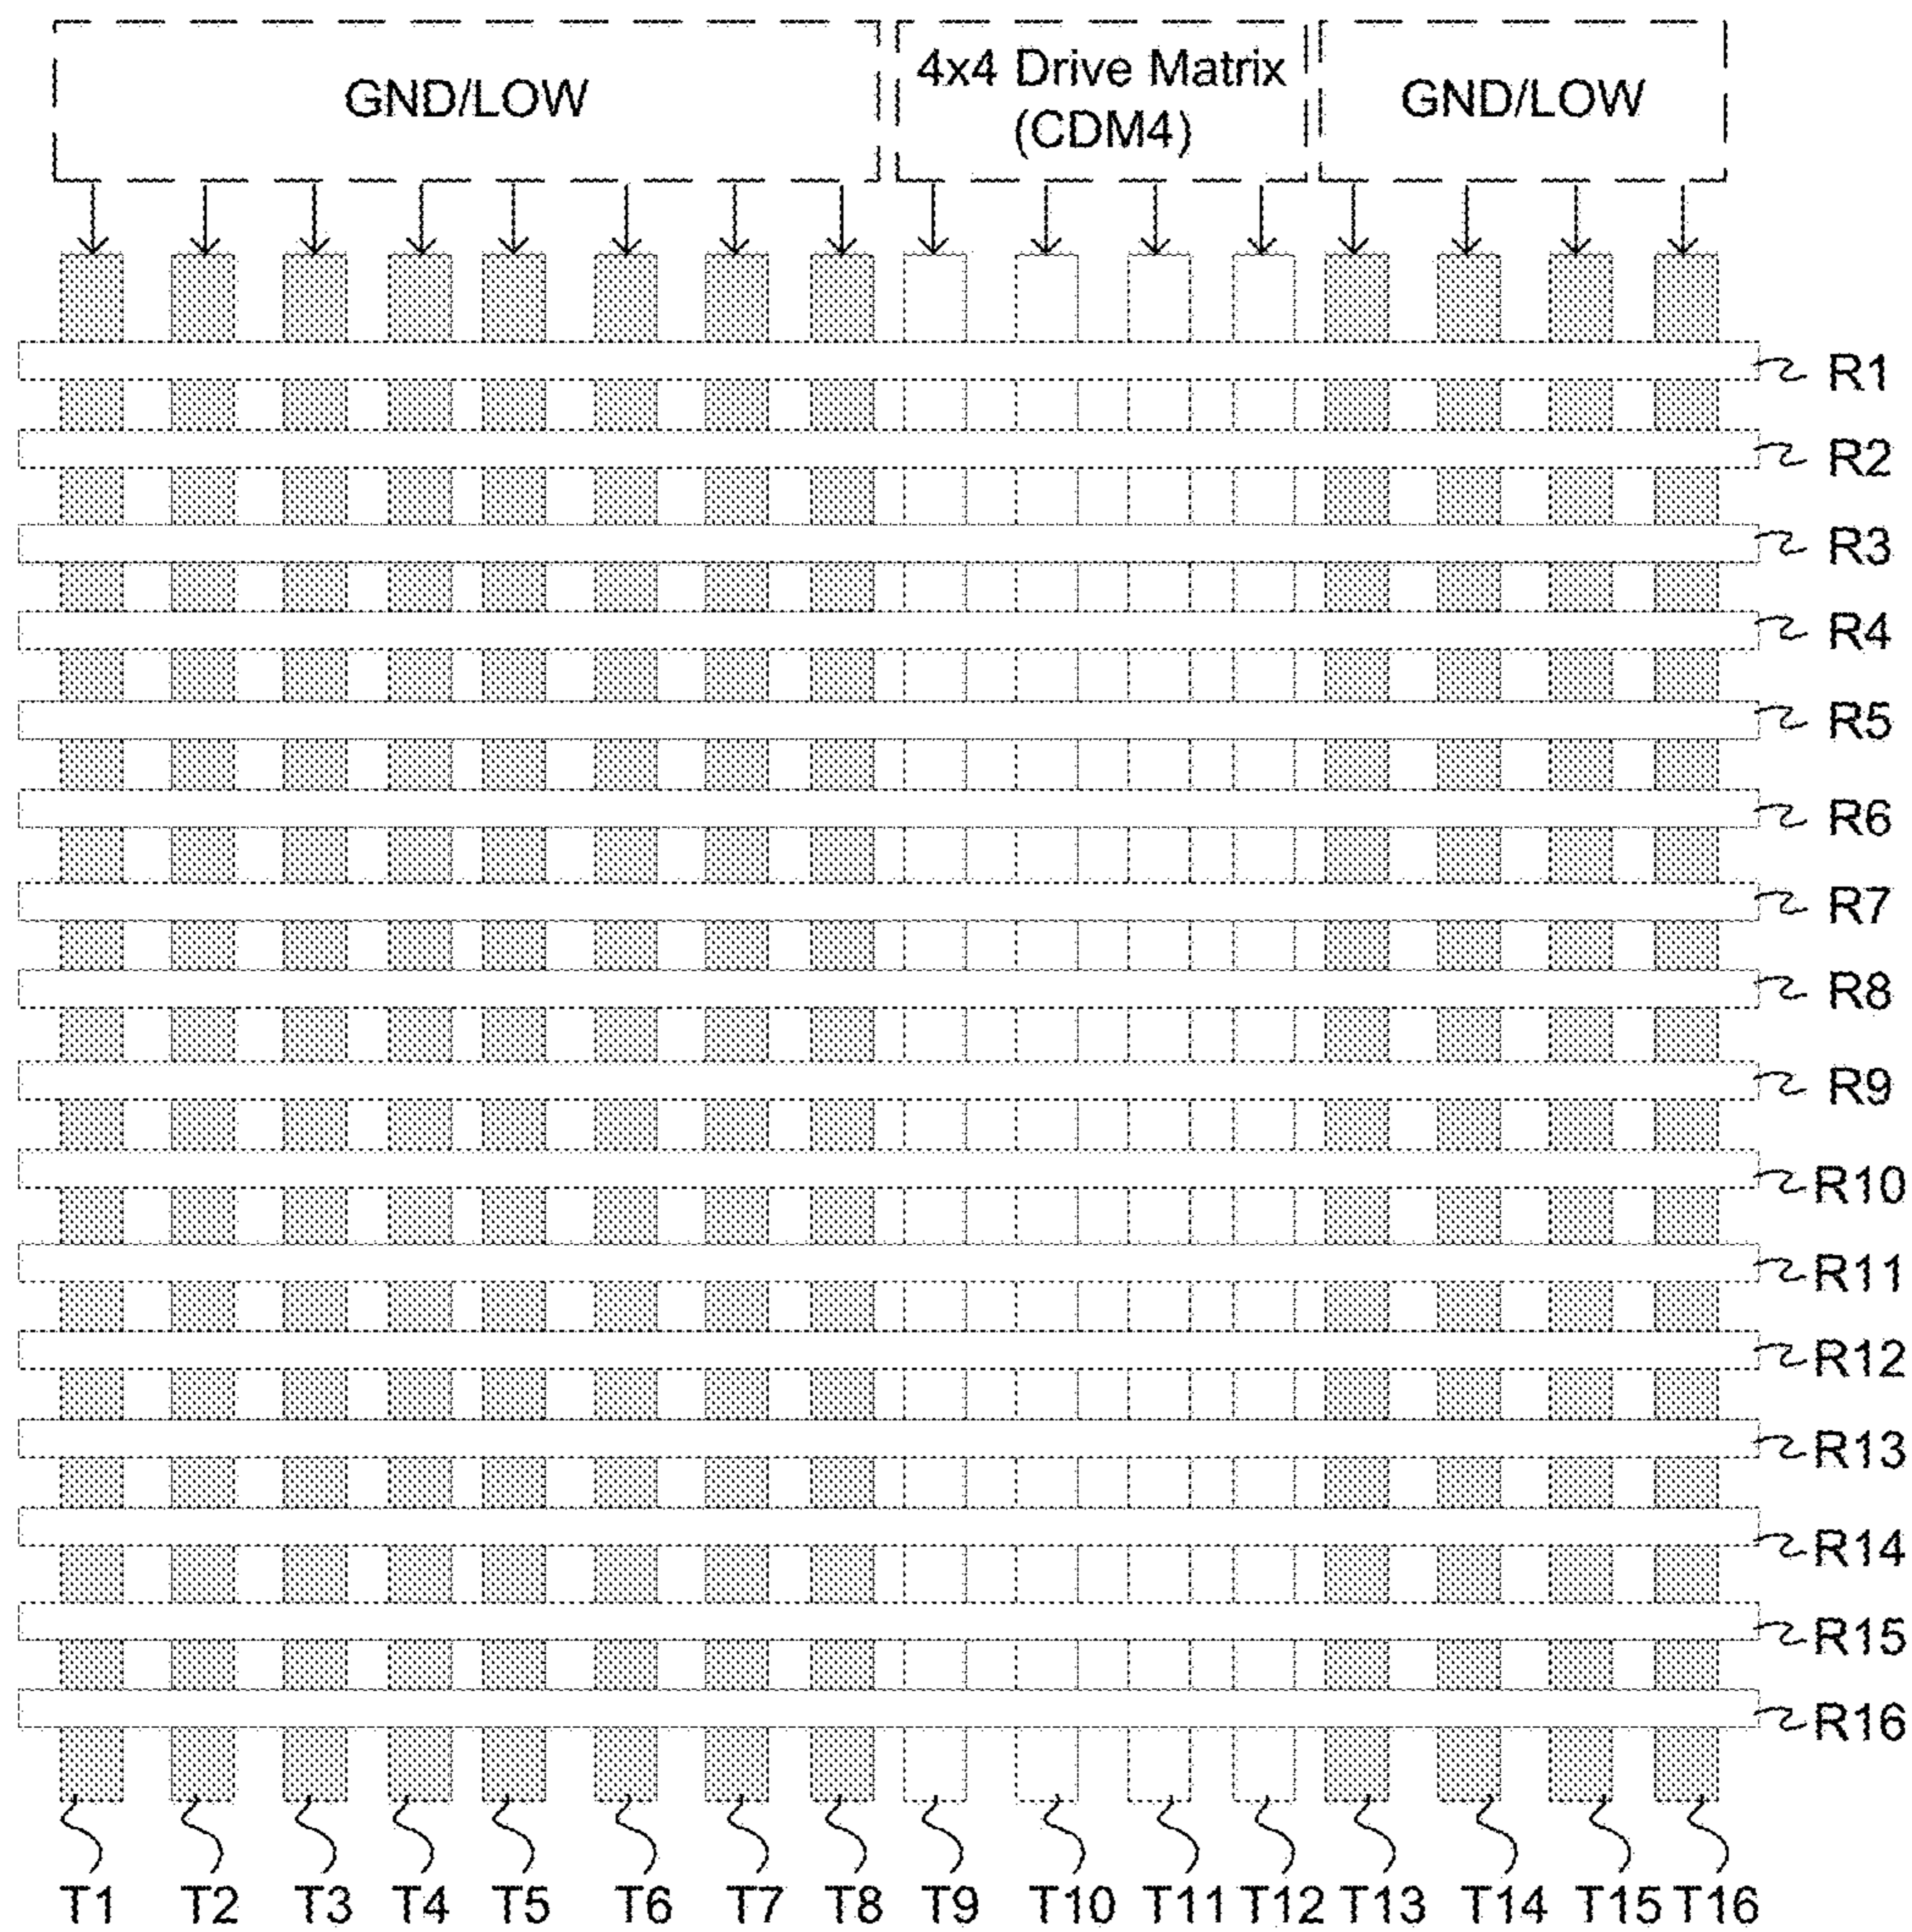 GND/LOW
4x4 Drive Matrix
(CDM4)
GND/LOW
R1
R2
R3
R4
R5
R6
R7
R8
R9
R10
R11
R12
R13
R14
R15
R16
T1 T2 T3 T4 T5 T6 T7 T8 T9 T10 T11 T12 T13 T14 T15 T16